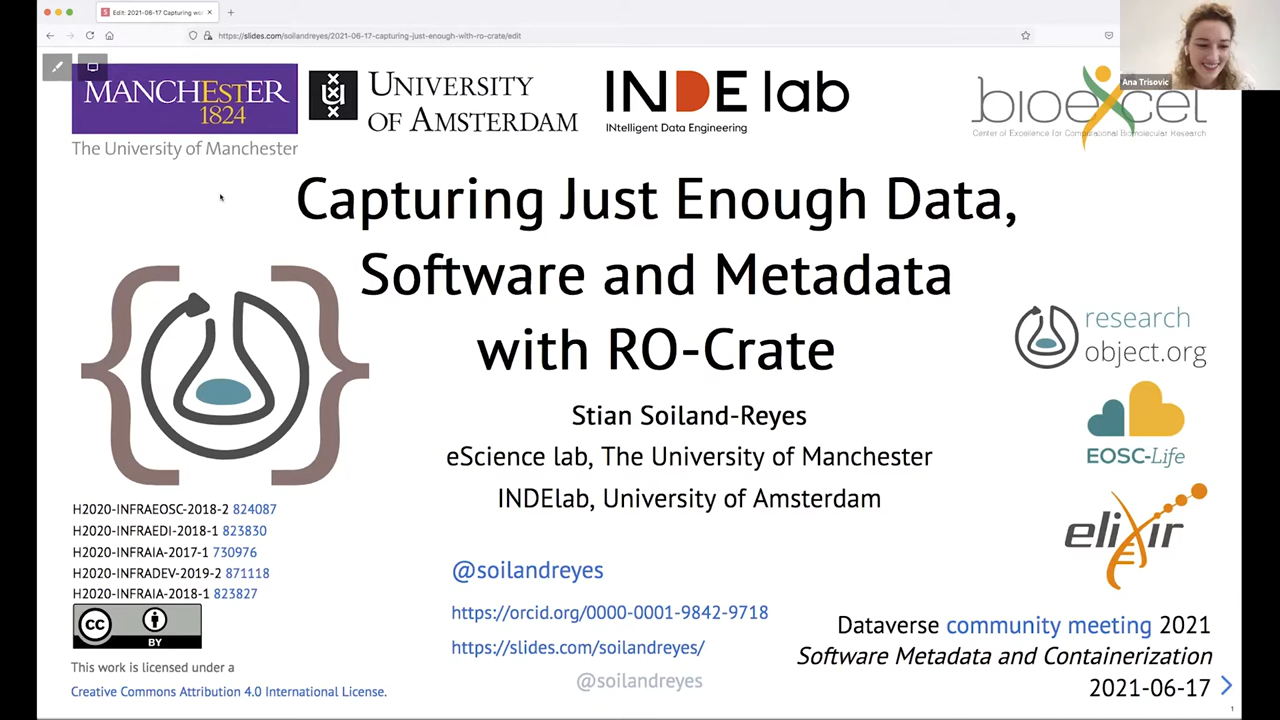 Edit: 2021-06-17 Capturing wo
https://slides.com/soilandreyes/2021-06-17-capturing-just-enough-with-ro-crate/edit
Ana Trisovic
MANCHESTER
1824
The University of Manchester
UNIVERSITY
OF AMSTERDAM
INDE lab
INtelligent Data Engineering
bioexcel
Center of Excellence for Computational Biomolecular Research
Capturing Just Enough Data,
Software and Metadata
with RO-Crate
research
object.org
Stian Soiland-Reyes
eScience lab, The University of Manchester
INDElab, University of Amsterdam
EOSC-Life
elixir
H2020-INFRAEOSC-2018-2 824087
H2020-INFRAEDI-2018-1 823830
H2020-INFRAIA-2017-1 730976
H2020-INFRADEV-2019-2 871118
H2020-INFRAIA-2018-1 823827
cc
BY
This work is licensed under a
Creative Commons Attribution 4.0 International License.
@soilandreyes
https://orcid.org/0000-0001-9842-9718
https://slides.com/soilandreyes/
@soilandreyes
Dataverse community meeting 2021
Software Metadata and Containerization
2021-06-17
1